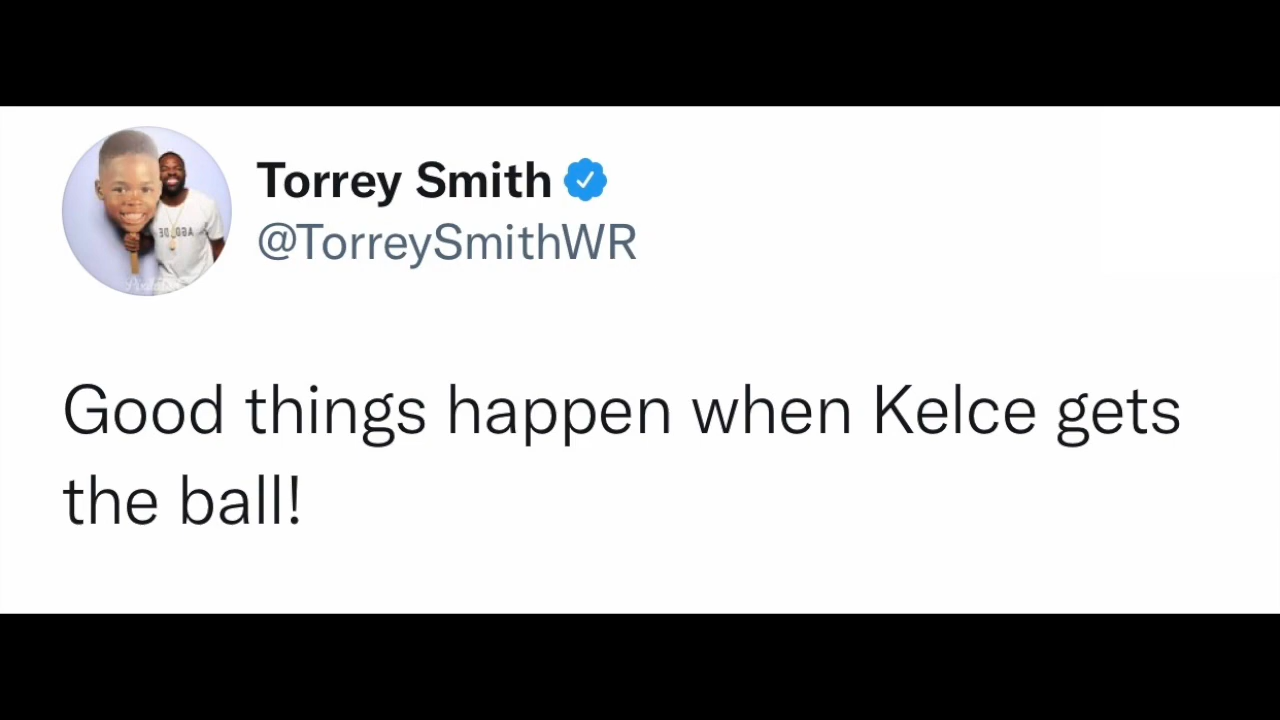 Torrey Smith
@TorreySmithWR
Good things happen when Kelce gets
the ball!